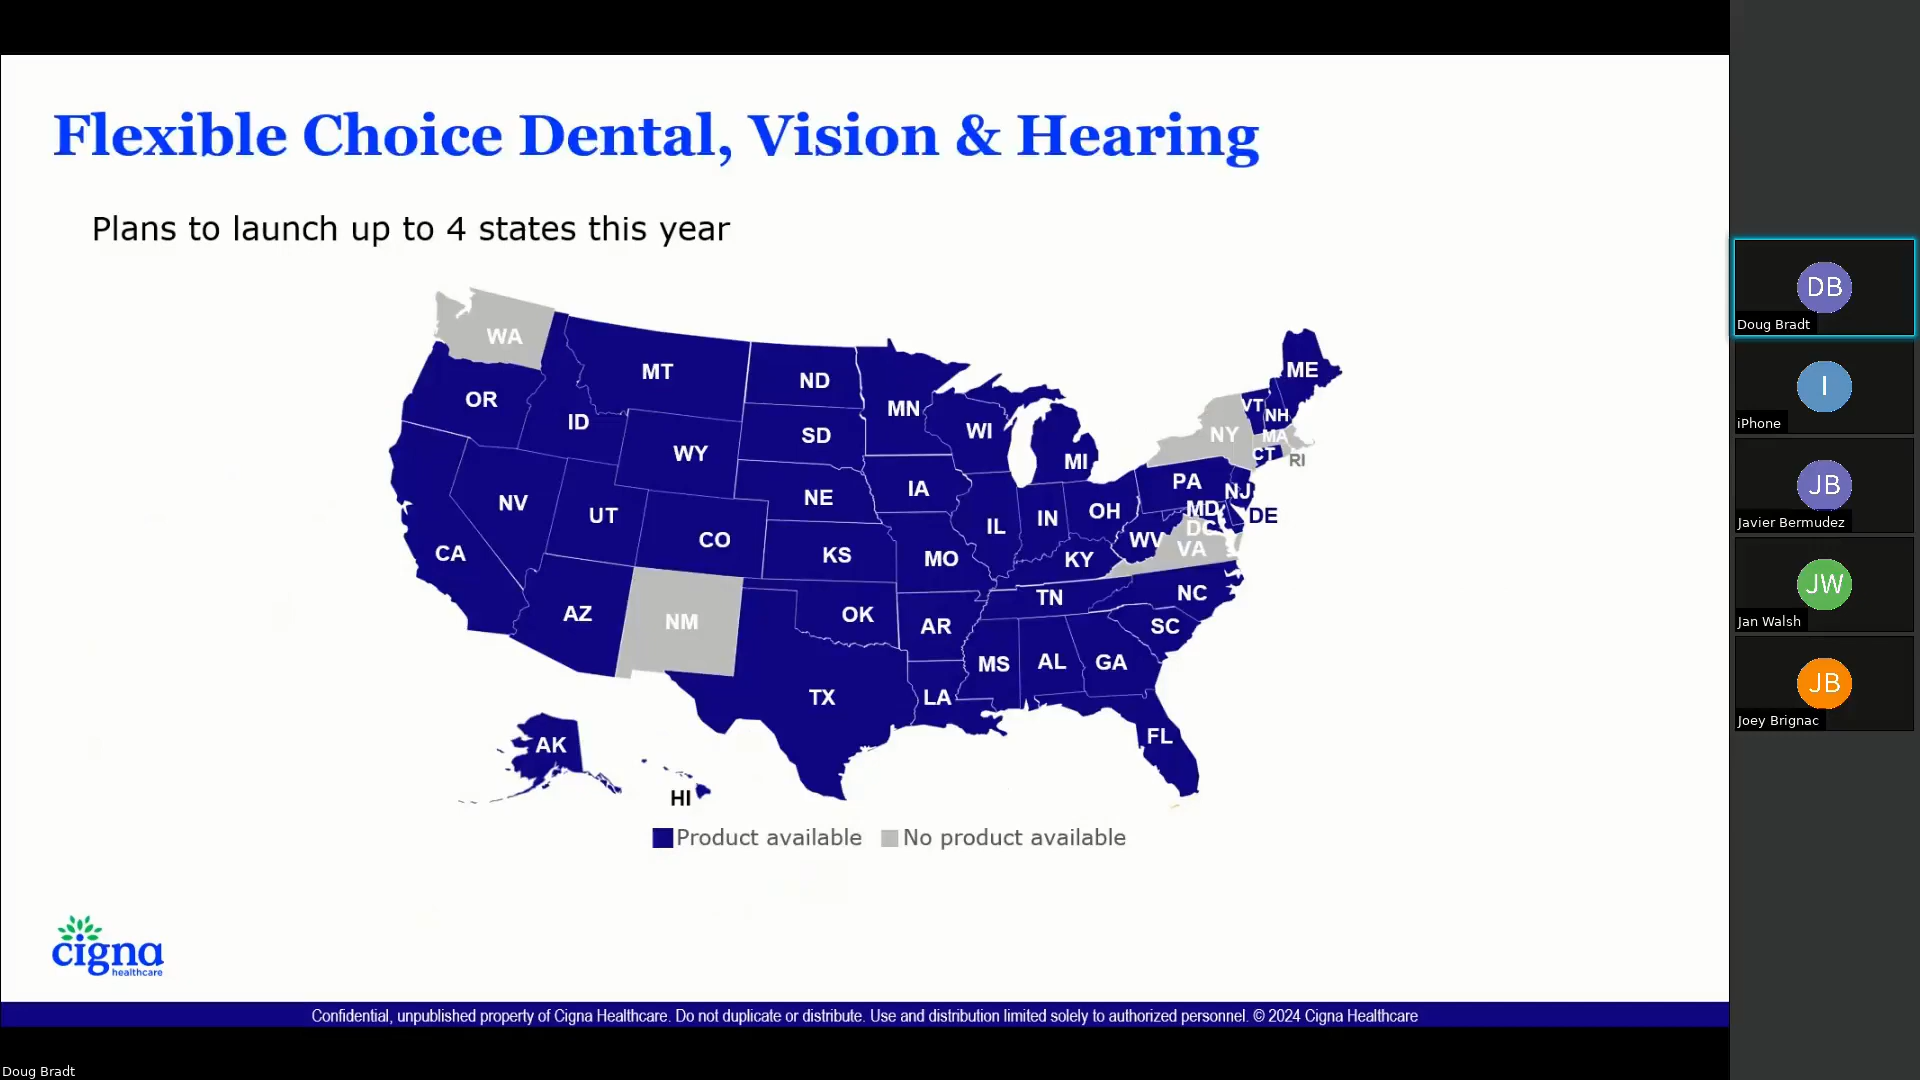 Flexible Choice Dental, Vision & Hearing
Plans to launch up to 4 states this year
WA
MT
ND
MN
ME
OR
ID
SD
WI
VT
NH
WY
MI
NY
MA
CT
RI
NV
UT
NE
IA
PA
NJ
CO
IL
IN
OH
MD
DE
DC
CA
KS
MO
WV
VA
KY
AZ
NM
OK
AR
TN
NC
SC
MS
AL
GA
TX
LA
FL
AK
HI
Product available
No product available
cigna
healthcare
Confidential, unpublished property of Cigna Healthcare. Do not duplicate or distribute. Use and distribution limited solely to authorized personnel. © 2024 Cigna Healthcare
Doug Bradt
DB
Doug Bradt
I
iPhone
JB
Javier Bermudez
JW
Jan Walsh
JB
Joey Brignac